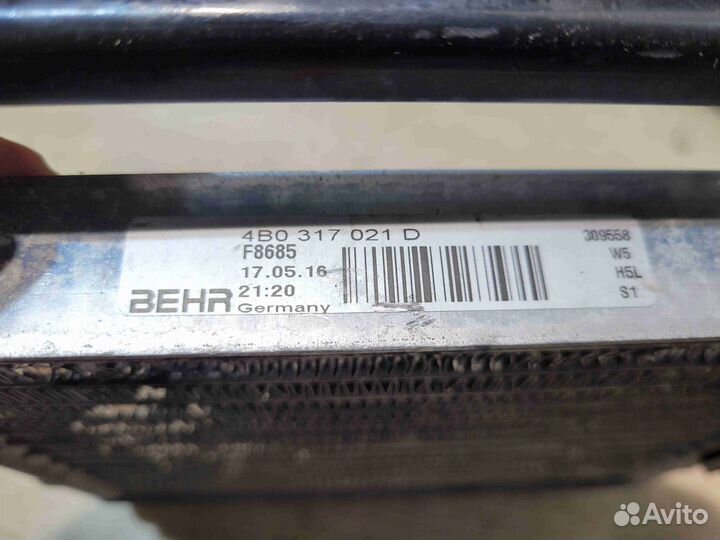 4B0 317 021 D
309558
F8685
W5
17.05.16
H5L
BEHR
21:20
S1
Germany
Avito